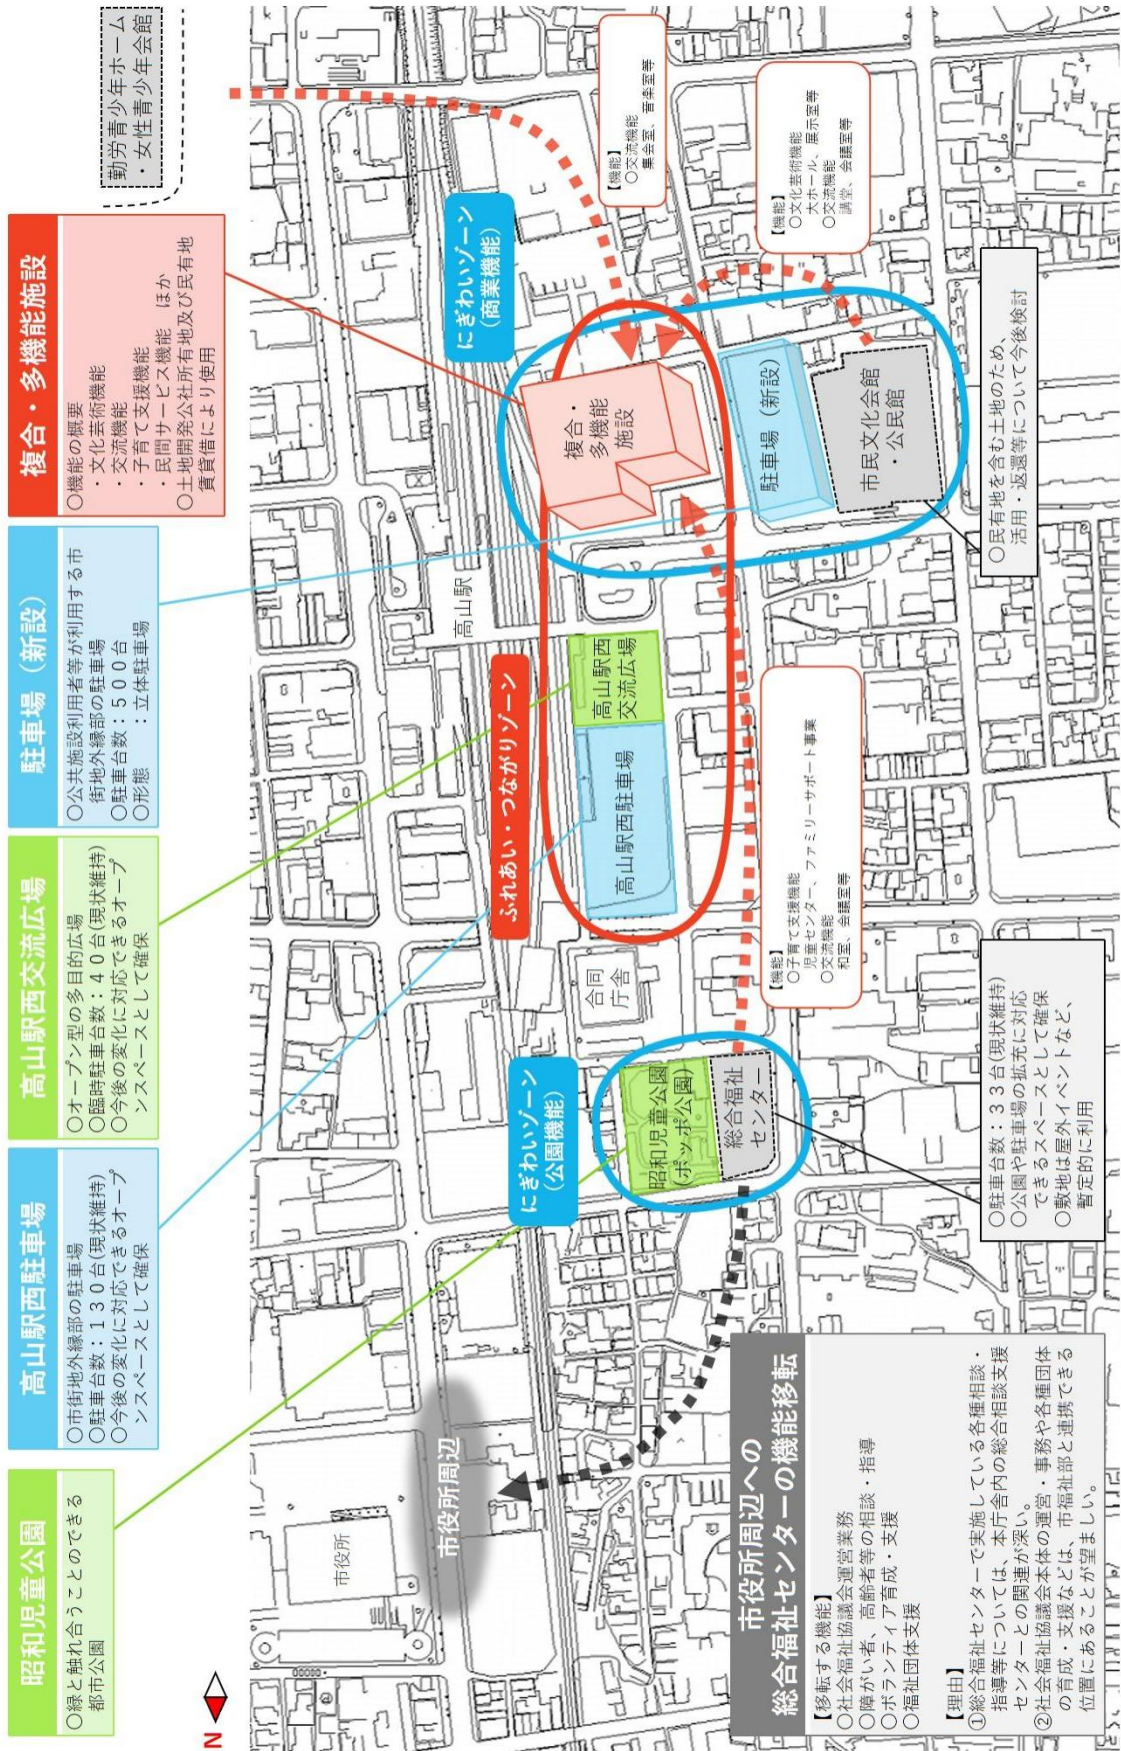 昭和児童公園
○緑と触れ合うことのできる
都市公園
高山駅西駐車場
○市街地外縁部の駐車場
○駐車台数：１３０台(現状維持)
○今後の変化に対応できるオープ
ンスペースとして確保
高山駅西交流広場
○オープン型の多目的広場
○臨時駐車台数：４０台(現状維持)
○今後の変化に対応できるオープ
ンスペースとして確保
駐車場（新設）
○公共施設利用者等が利用する市
街地外縁部の駐車場
○駐車台数：５００台
○形態　　：立体駐車場
複合・多機能施設
○機能の概要
・文化芸術機能
・交流機能
・子育て支援機能
・民間サービス機能　ほか
○土地開発公社所有地及び民有地
賃貸借により使用
勤労青少年ホーム
・女性青少年会館
N
市役所
市役所周辺
にぎわいゾーン
（公園機能）
昭和児童公園
(ポッポ公園)
総合福祉
センター
合同
庁舎
ふれあい・つながりゾーン
高山駅
高山駅西駐車場
高山駅西
交流広場
にぎわいゾーン
（商業機能）
複合・
多機能
施設
駐車場（新設）
市民文化会館
・公民館
【機能】
○交流機能
集会室、音楽室等
【機能】
○文化芸術機能
大ホール、展示室等
○交流機能
講堂、会議室等
【機能】
○子育て支援機能
児童センター、ファミリーサポート事業
○交流機能
和室、会議室等
○民有地を含む土地のため、
活用・返還等について今後検討
○駐車台数：３３台(現状維持)
○公園や駐車場の拡充に対応
できるスペースとして確保
○敷地は屋外イベントなど、
暫定的に利用
市役所周辺への
総合福祉センターの機能移転
【移転する機能】
○社会福祉協議会運営業務
○障がい者、高齢者等の相談・指導
○ボランティア育成・支援
○福祉団体支援
【理由】
①総合福祉センターで実施している各種相談・
指導等については、本庁舎内の総合相談支援
センターとの関連が深い。
②社会福祉協議会本体の運営・事務や各種団体
の育成・支援などは、市福祉部と連携できる
位置にあることが望ましい。